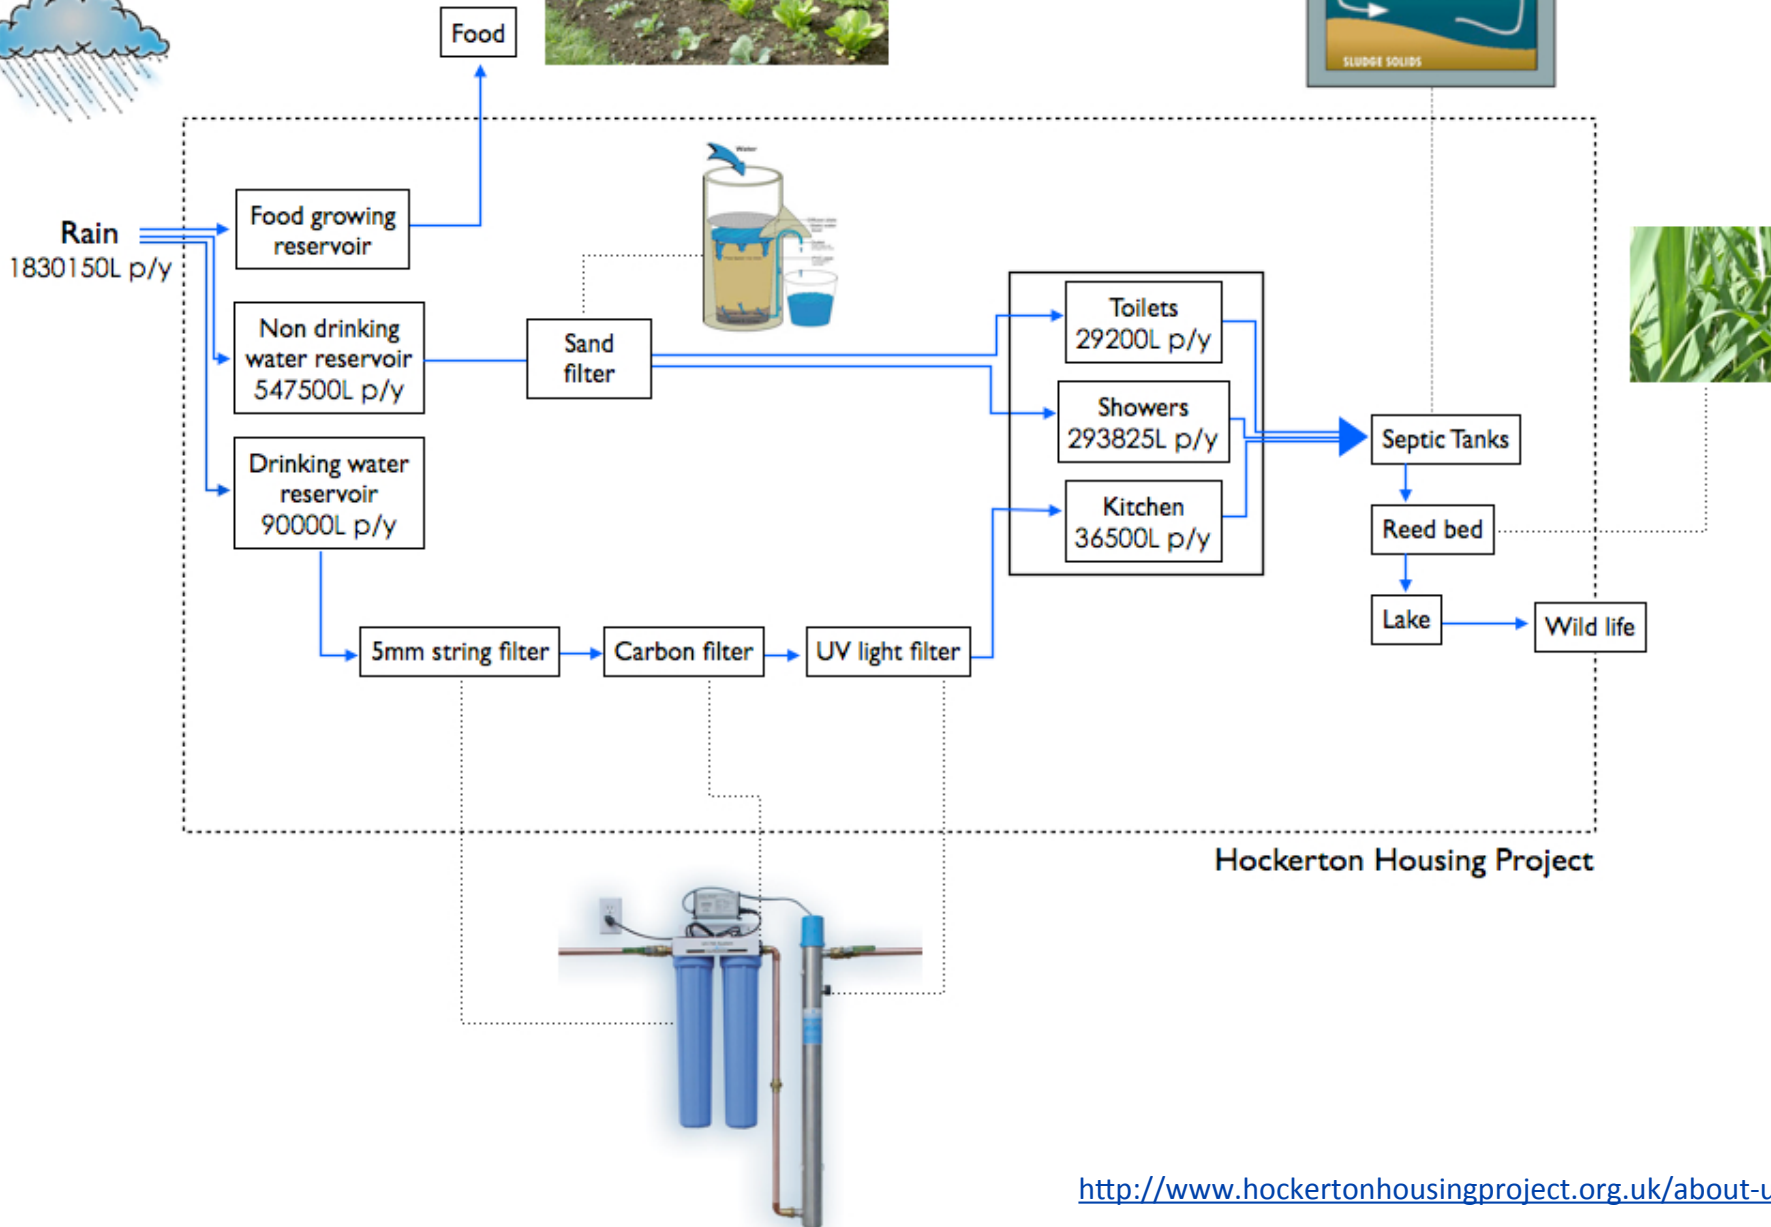 Food
SLUDGE SOLIDS
Water
Rain
1830150L p/y
Food growing
reservoir
Non drinking
water reservoir
547500L p/y
Drinking water
reservoir
90000L p/y
Sand
filter
Toilets
29200L p/y
Showers
293825L p/y
Kitchen
36500L p/y
Septic Tanks
Reed bed
Lake
Wild life
5mm string filter
Carbon filter
UV light filter
Hockerton Housing Project
http://www.hockertonhousingproject.org.uk/about-u